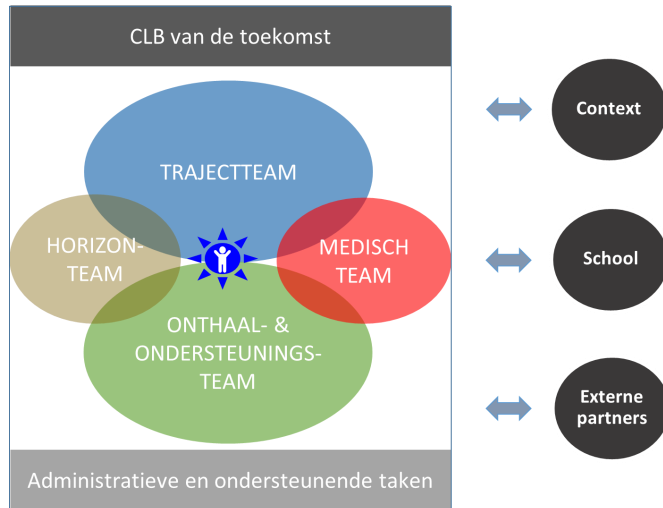 CLB van de toekomst
TRAJECTTEAM
HORIZON-
TEAM
MEDISCH
TEAM
ONTHAAL- &
ONDERSTEUNINGS-
TEAM
Administratieve en ondersteunende taken
Context
School
Externe
partners